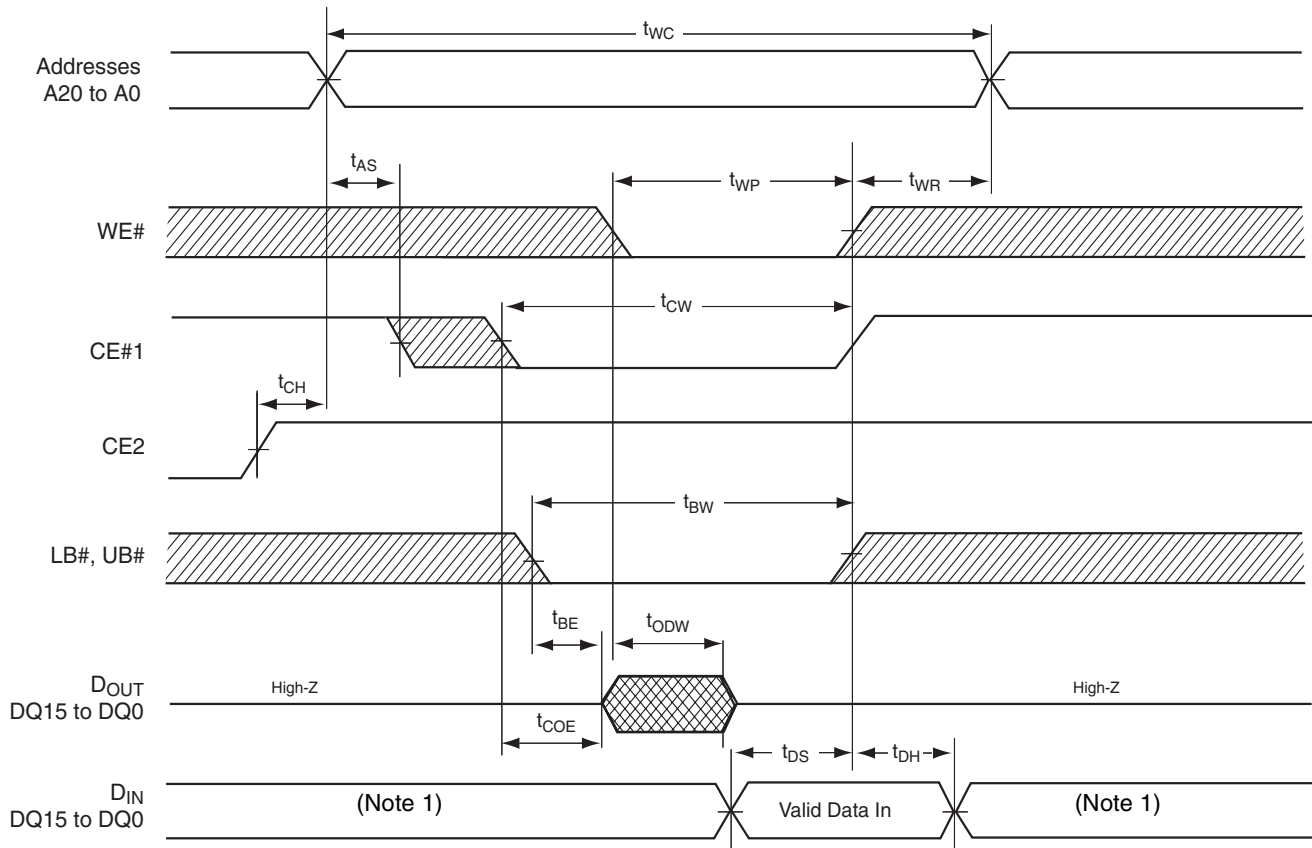 tWC
Addresses
A20 to A0
tAS
tWP
tWR
WE#
tCW
CE#1
tCH
CE2
tBW
LB#, UB#
tBE
tODW
DOUT
DQ15 to DQ0
High-Z
High-Z
tCOE
tDS
tDH
DIN
DQ15 to DQ0
(Note 1)
Valid Data In
(Note 1)